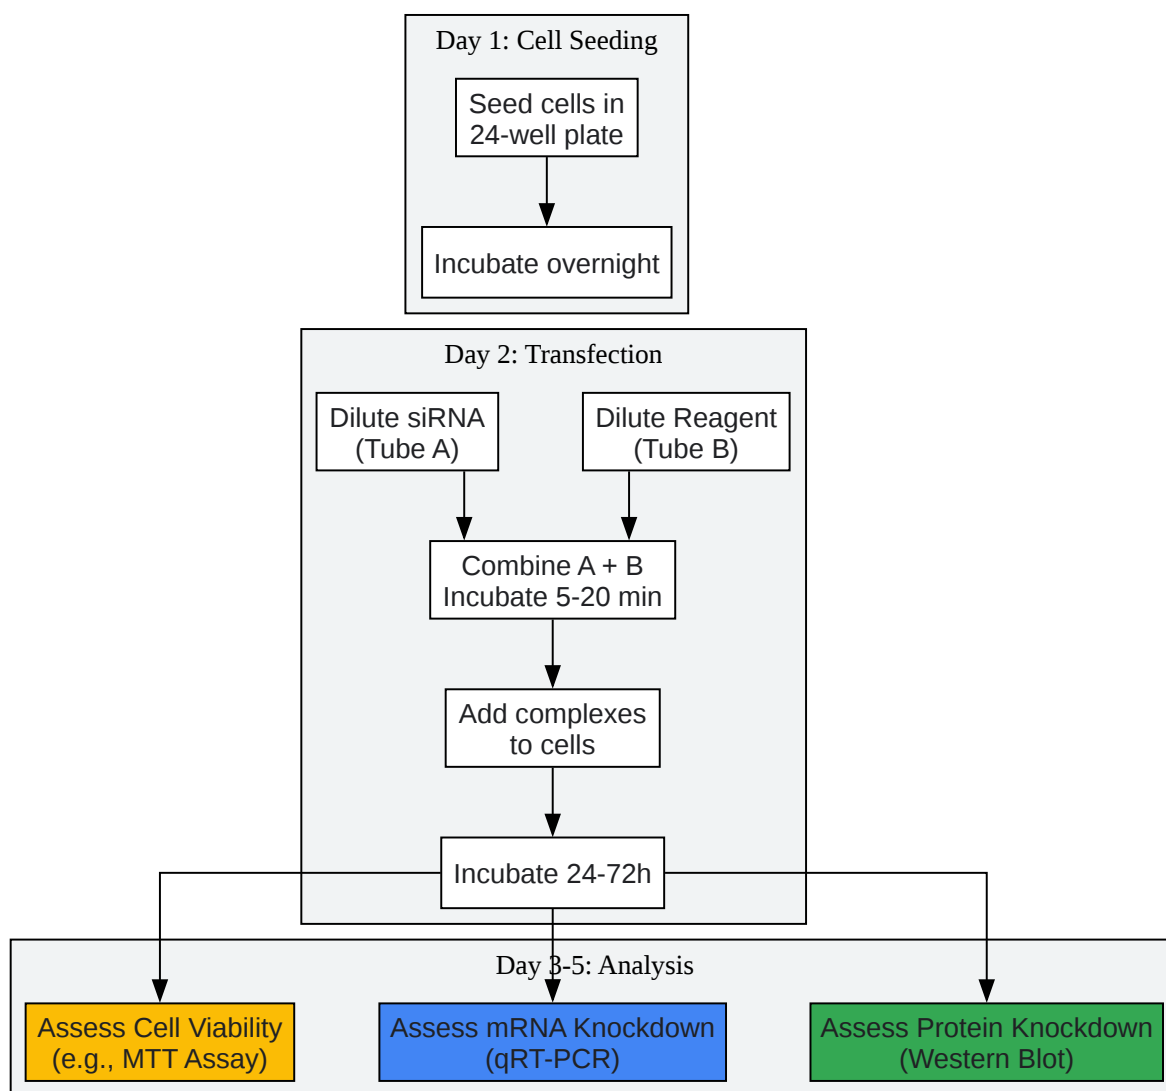 Day 1: Cell Seeding
Seed cells in
24-well plate
Incubate overnight
Day 2: Transfection
Dilute siRNA
(Tube A)
Dilute Reagent
(Tube B)
Combine A + B
Incubate 5-20 min
Add complexes
to cells
Incubate 24-72h
Day 3-5: Analysis
Assess Cell Viability
(e.g., MTT Assay)
Assess mRNA Knockdown
(qRT-PCR)
Assess Protein Knockdown
(Western Blot)